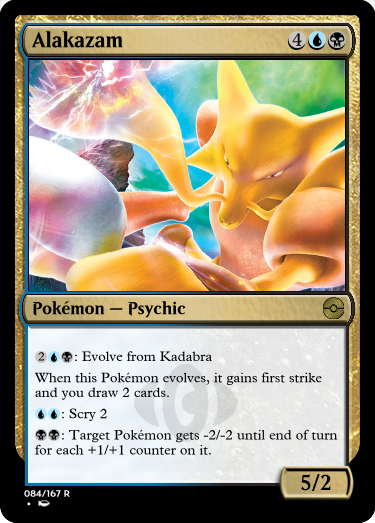 Alakazam 4
Pokémon — Psychic
2: Evolve from Kadabra
When this Pokémon evolves, it gains first strike
and you draw 2 cards.
: Scry 2
: Target Pokémon gets -2/-2 until end of turn
for each +1/+1 counter on it.
5/2
084/167 R